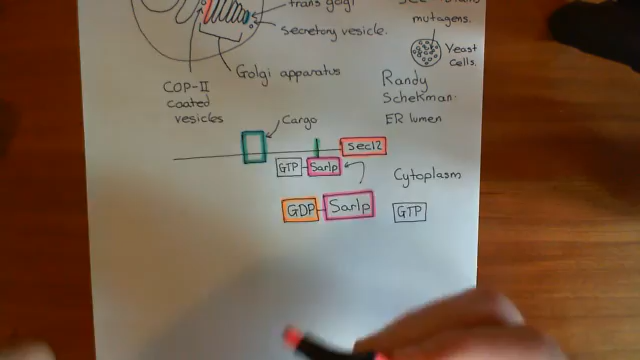 trans golgi
secretory vesicle.
mutagens.
Yeast
Cells.
Golgi apparatus
COP-II
coated
vesicles
Randy
Schekman.
ER lumen
Cargo
Sec12
GTP
Sar1p
Cytoplasm
GDP
Sar1p
GTP